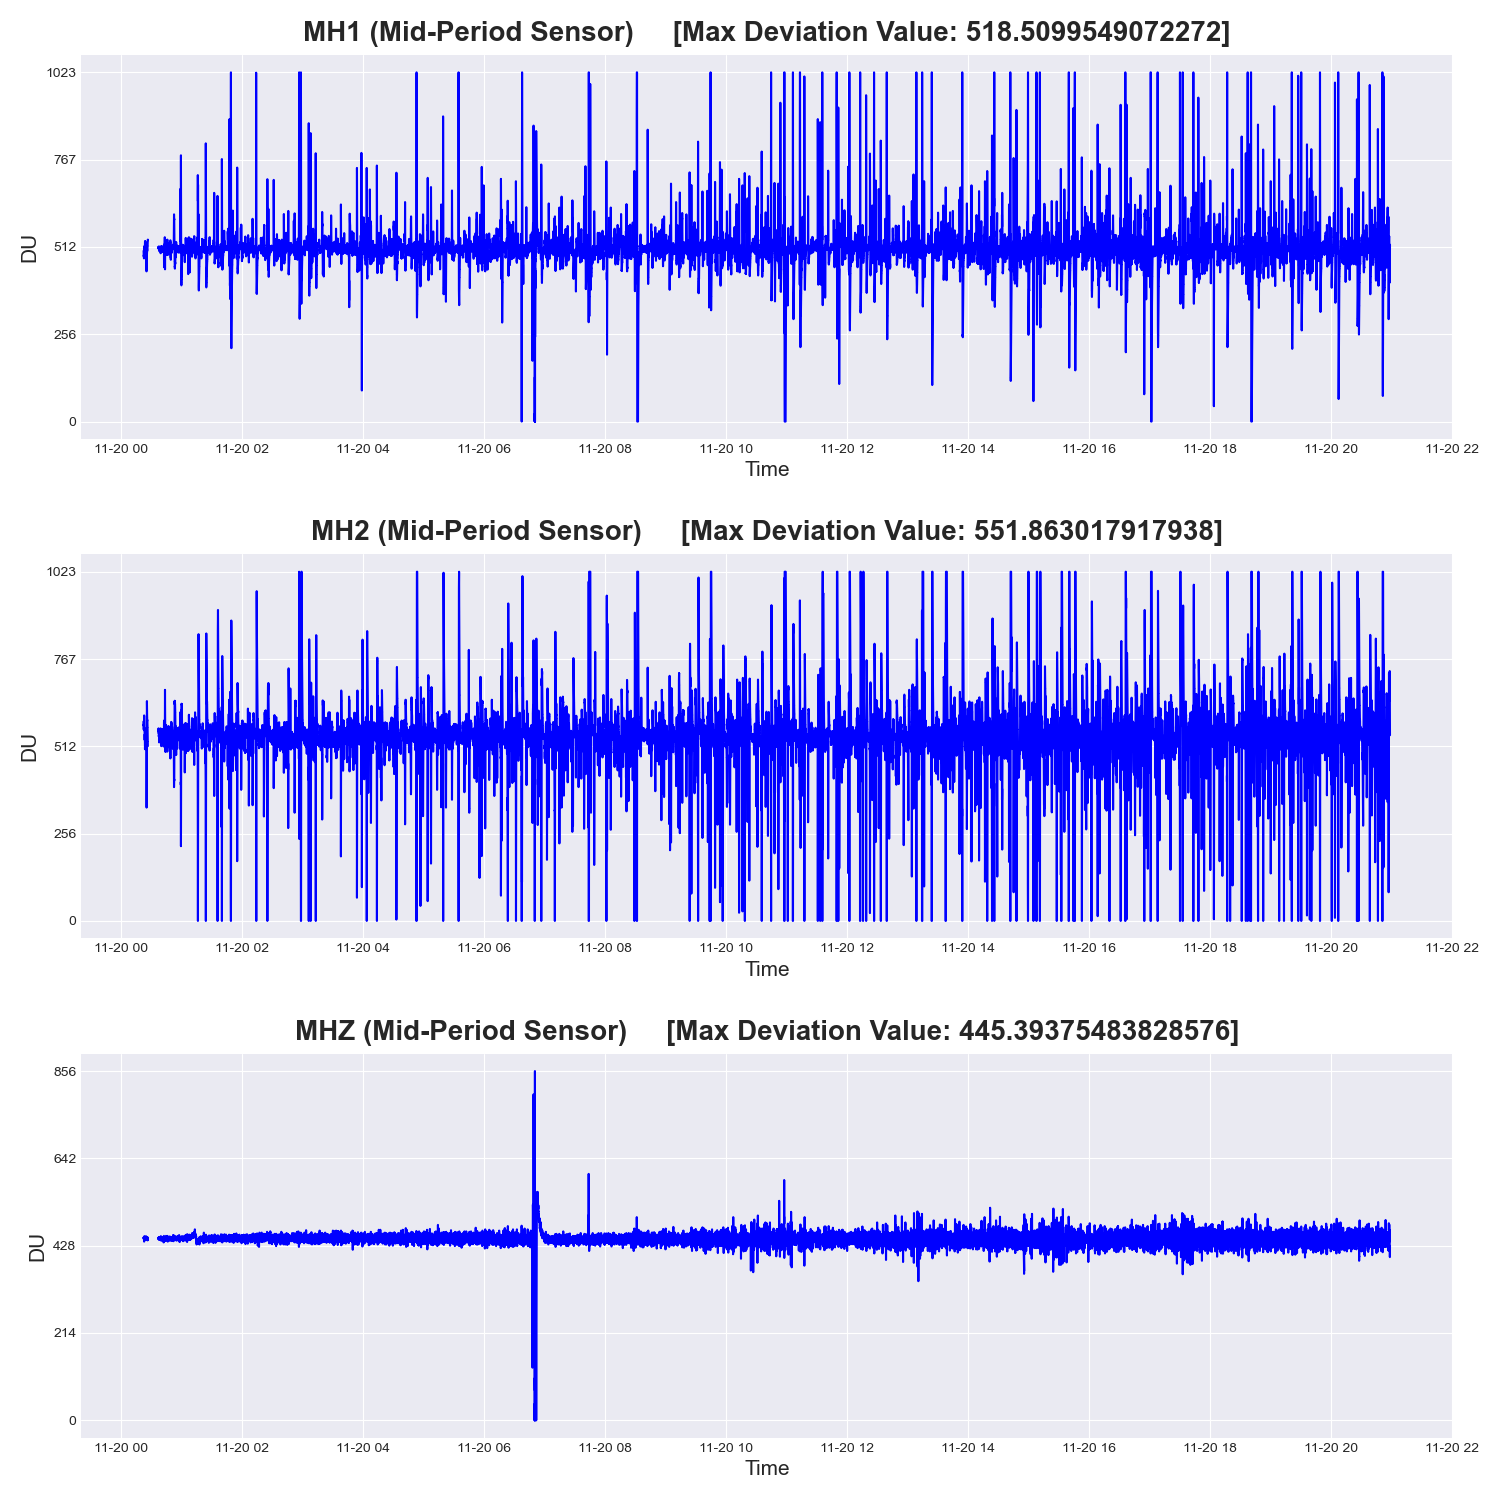 MH1 (Mid-Period Sensor) [Max Deviation Value: 518.5099549072272]
1023
767
512
256
0
DU
11-20 00 11-20 02 11-20 04 11-20 06 11-20 08 11-20 10 11-20 12 11-20 14 11-20 16 11-20 18 11-20 20 11-20 22
Time
MH2 (Mid-Period Sensor) [Max Deviation Value: 551.863017917938]
1023
767
512
256
0
DU
11-20 00 11-20 02 11-20 04 11-20 06 11-20 08 11-20 10 11-20 12 11-20 14 11-20 16 11-20 18 11-20 20 11-20 22
Time
MHZ (Mid-Period Sensor) [Max Deviation Value: 445.39375483828576]
856
642
428
214
0
DU
11-20 00 11-20 02 11-20 04 11-20 06 11-20 08 11-20 10 11-20 12 11-20 14 11-20 16 11-20 18 11-20 20 11-20 22
Time